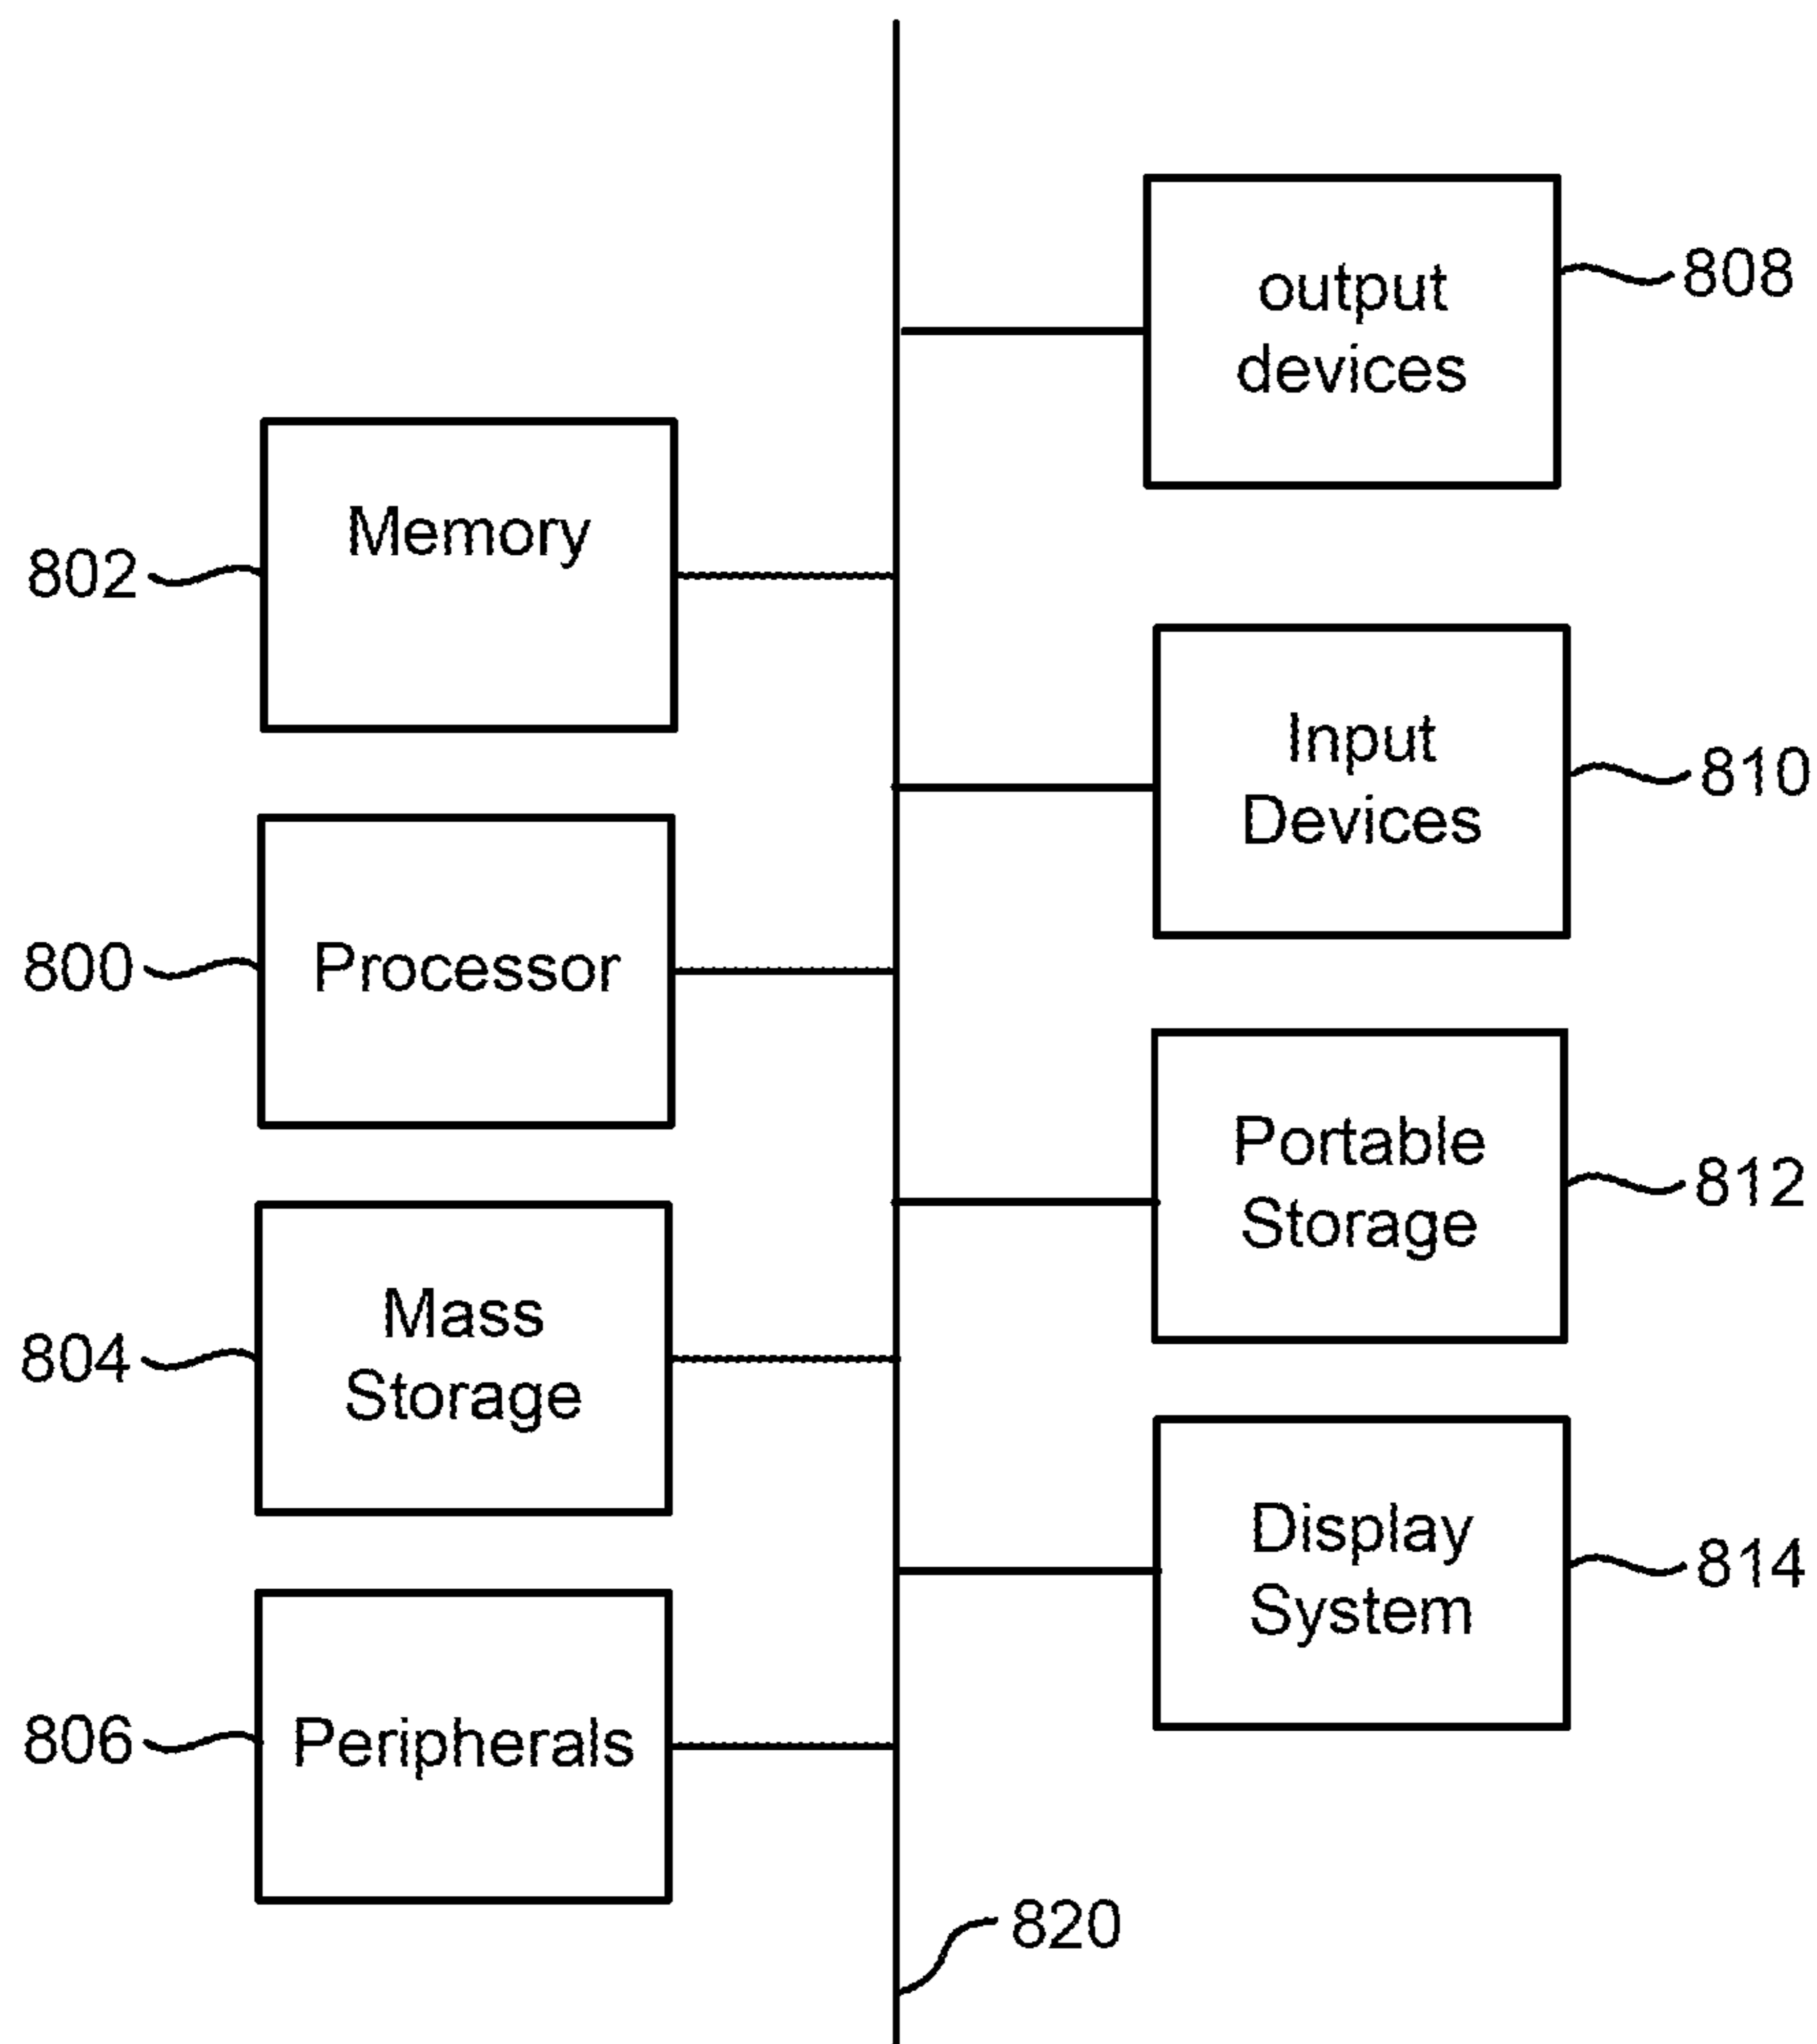 output
devices
808
Memory
802
Input
Devices
810
Processor
800
Portable
Storage
812
Mass
Storage
804
Display
System
814
Peripherals
806
820